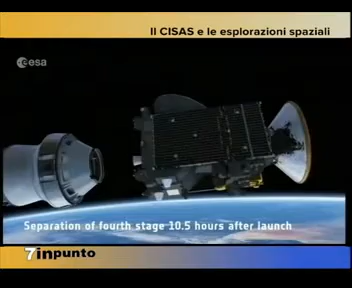 Il CISAS e le esplorazioni spaziali
esa
Separation of fourth stage 10.5 hours after launch
7inpunto